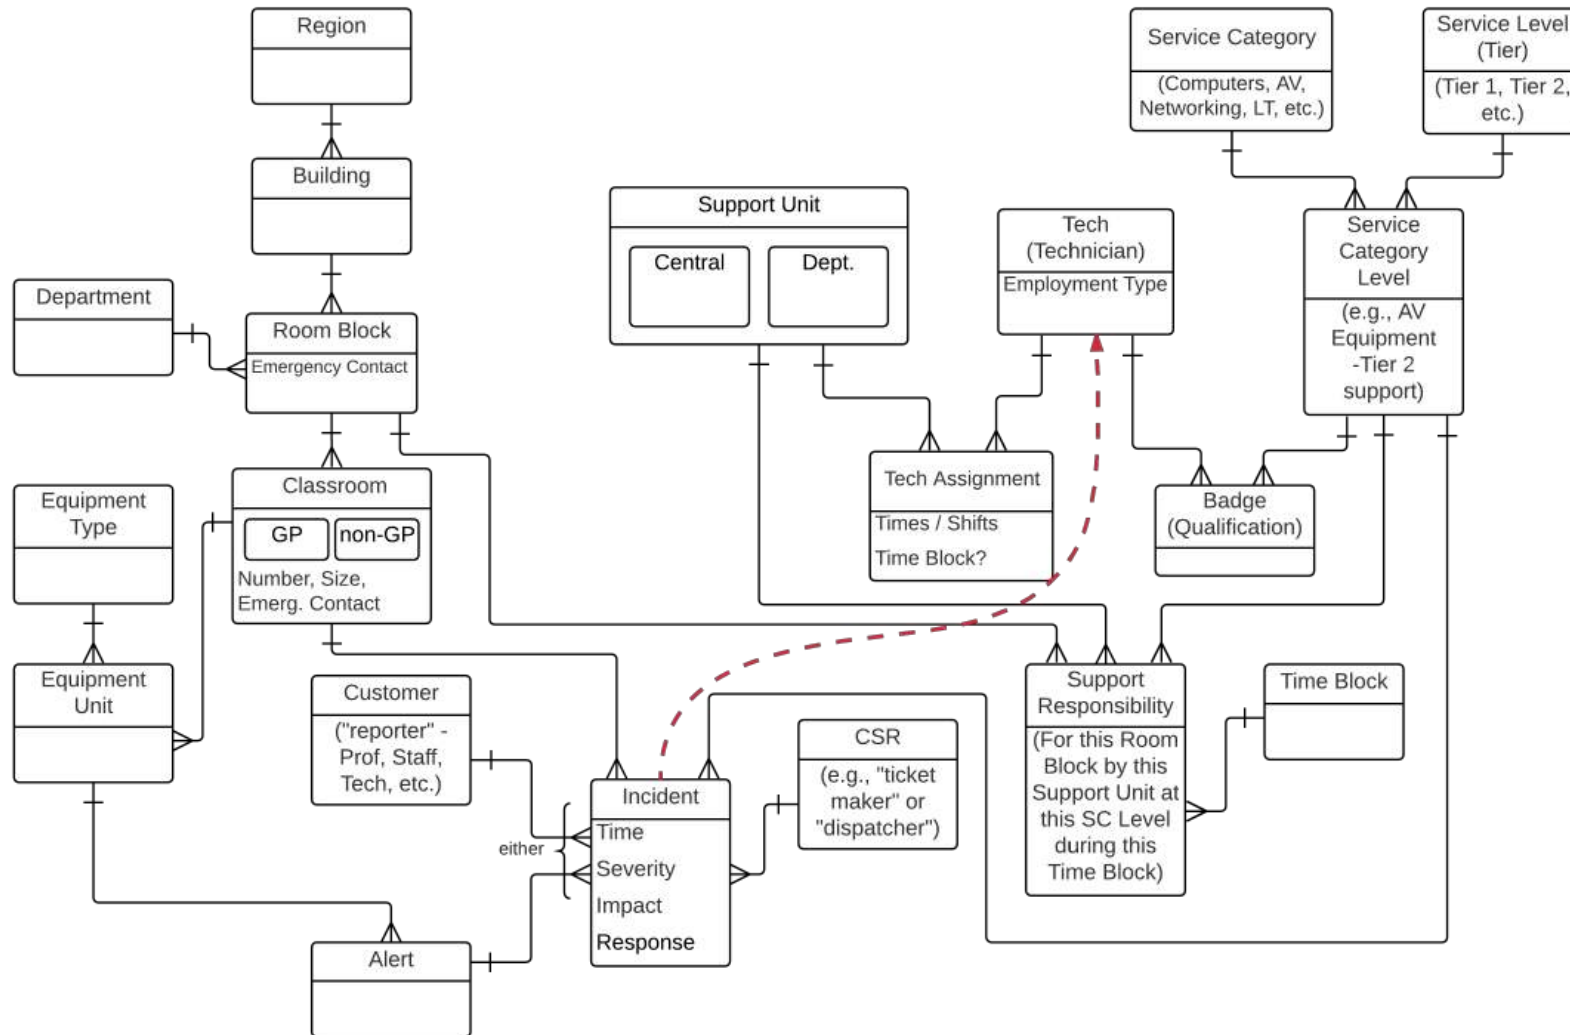 Region
Building
Department
Room Block
Emergency Contact
Classroom
GP
non-GP
Number, Size,
Emerg. Contact
Equipment
Type
Equipment
Unit
Customer
("reporter" -
Prof, Staff,
Tech, etc.)
either
Alert
Incident
Time
Severity
Impact
Response
CSR
(e.g., "ticket
maker" or
"dispatcher")
Support Unit
Central
Dept.
Tech
(Technician)
Employment Type
Tech Assignment
Times / Shifts
Time Block?
Service Category
(Computers, AV,
Networking, LT, etc.)
Service Level
(Tier)
(Tier 1, Tier 2,
etc.)
Service
Category
Level
(e.g., AV
Equipment
-Tier 2
support)
Badge
(Qualification)
Support
Responsibility
(For this Room
Block by this
Support Unit at
this SC Level
during this
Time Block)
Time Block